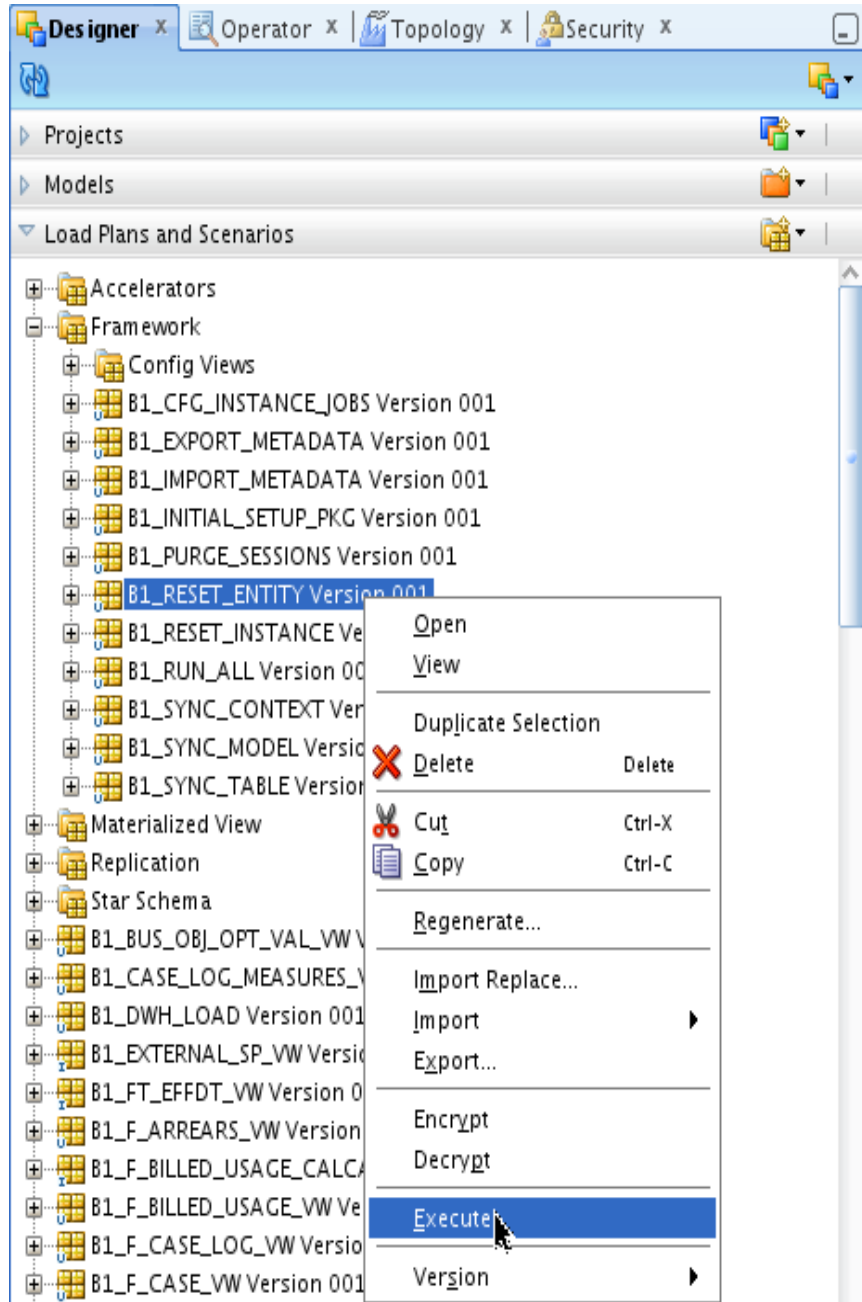 Designer x Operator x Topology x Security x
Projects
Models
Load Plans and Scenarios
Accelerators
Framework
Config Views
B1_CFG_INSTANCE_JOBS Version 001
B1_EXPORT_METADATA Version 001
B1_IMPORT_METADATA Version 001
B1_INITIAL_SETUP_PKG Version 001
B1_PURGE_SESSIONS Version 001
B1_RESET_ENTITY Version 001
B1_RESET_INSTANCE Ve
B1_RUN_ALL Version 00
B1_SYNC_CONTEXT Ver
B1_SYNC_MODEL Versio
B1_SYNC_TABLE Version
Materialized View
Replication
Star Schema
B1_BUS_OBJ_OPT_VAL_VW V
B1_CASE_LOG_MEASURES_V
B1_DWH_LOAD Version 001
B1_EXTERNAL_SP_VW Versio
B1_FT_EFFDT_VW Version 0
B1_F_ARREARS_VW Version
B1_F_BILLED_USAGE_CALCA
B1_F_BILLED_USAGE_VW Ve
B1_F_CASE_LOG_VW Versio
B1_F_CASE_VW Version 001
Open
View
Duplicate Selection
Delete Delete
Cut Ctrl-X
Copy Ctrl-C
Regenerate...
Import Replace...
Import
Export...
Encrypt
Decrypt
Execute
Version